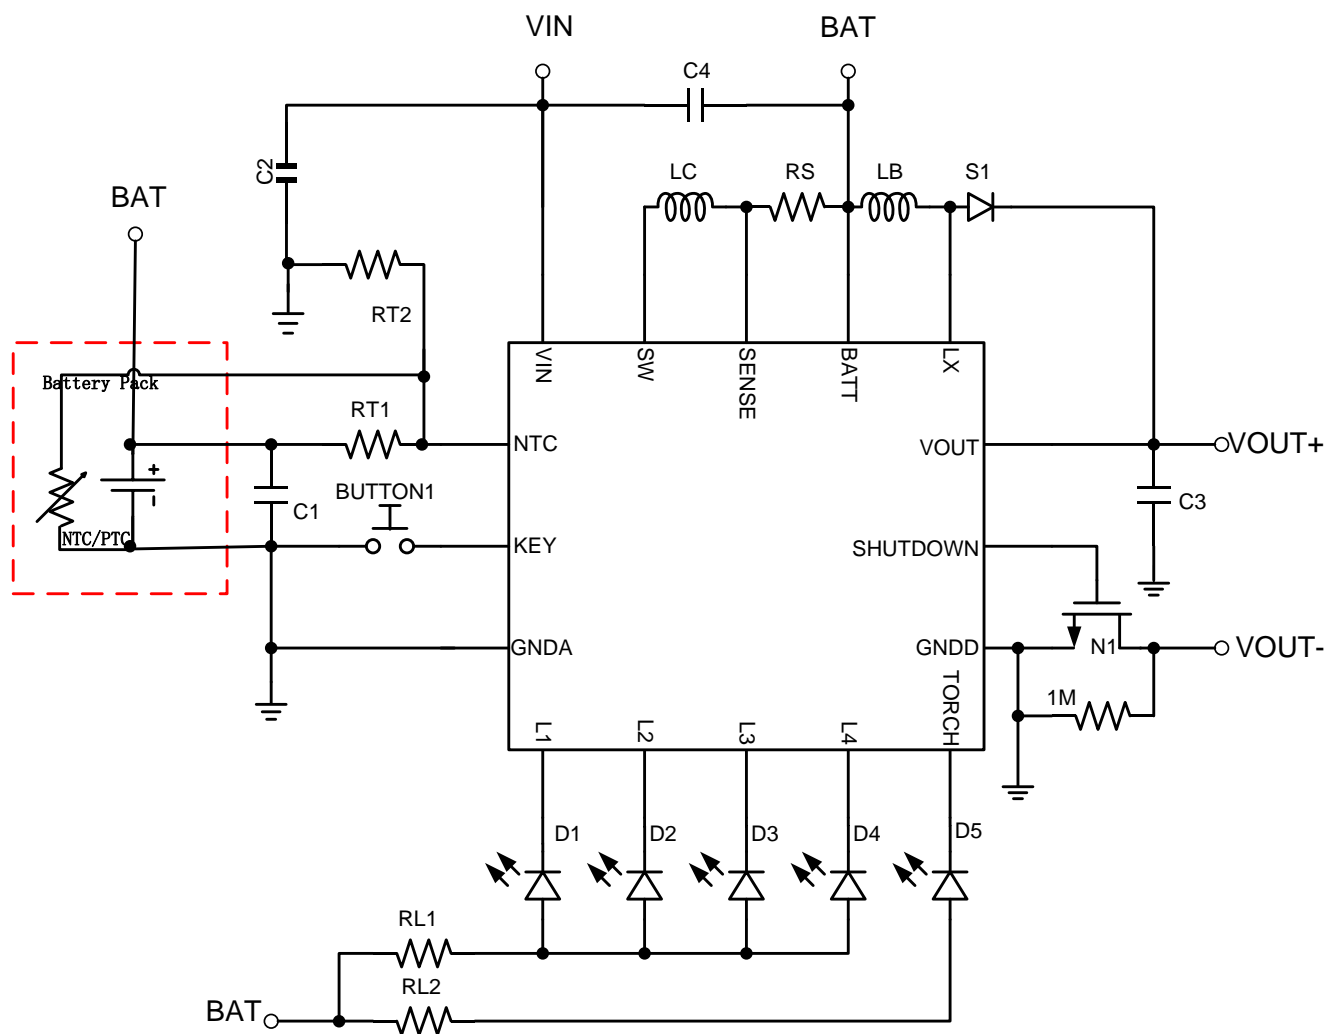 VIN
BAT
C4
C2
LC
RS
LB
S1
BAT
RT2
VIN
SW
SENSE
BATT
LX
Battery Pack
RT1
NTC
VOUT
VOUT+
+
-
BUTTON1
C1
C3
NTC/PTC
KEY
SHUTDOWN
GNDA
GNDD
N1
VOUT-
1M
L1
L2
L3
L4
TORCH
D1
D2
D3
D4
D5
RL1
RL2
BAT